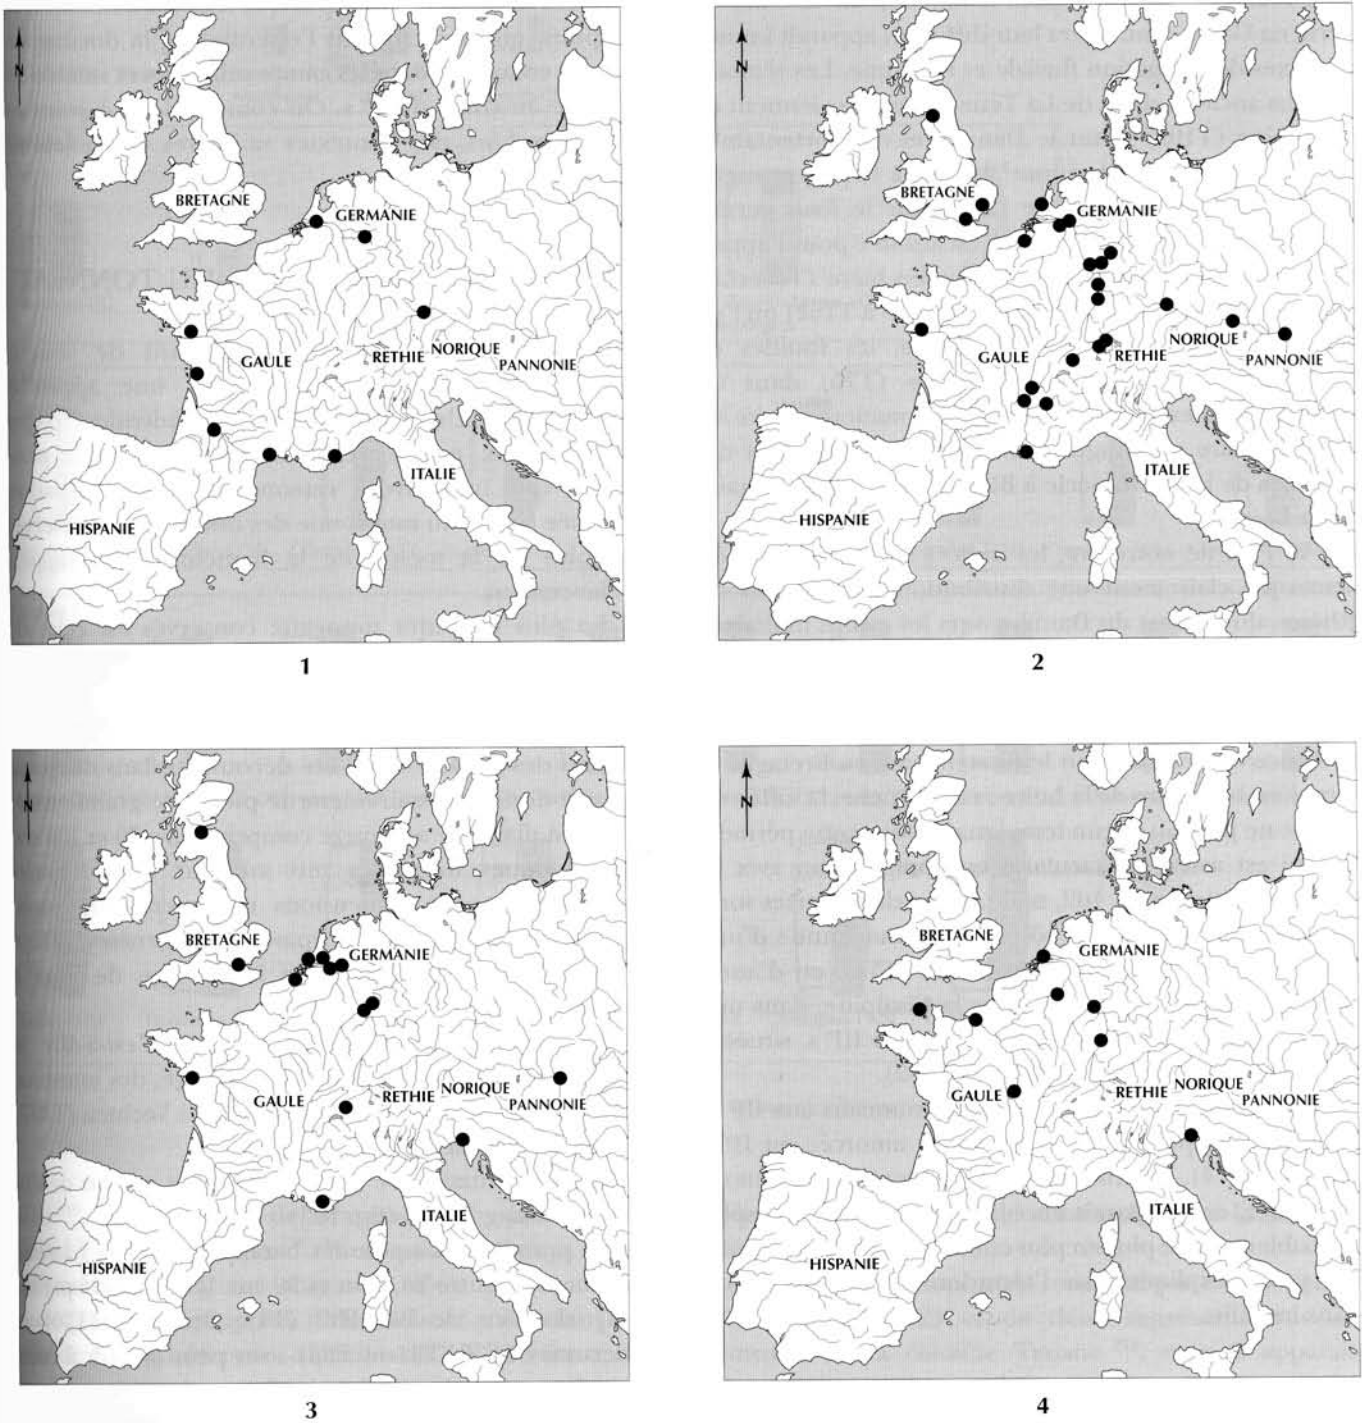 N
BRETAGNE
GERMANIE
GAULE
RETHIE
NORIQUE
PANNONIE
ITALIE
HISPANIE
1
N
BRETAGNE
GERMANIE
GAULE
RETHIE
NORIQUE
PANNONIE
ITALIE
HISPANIE
2
N
BRETAGNE
GERMANIE
GAULE
RETHIE
NORIQUE
PANNONIE
ITALIE
HISPANIE
3
N
BRETAGNE
GERMANIE
GAULE
RETHIE
NORIQUE
PANNONIE
ITALIE
HISPANIE
4